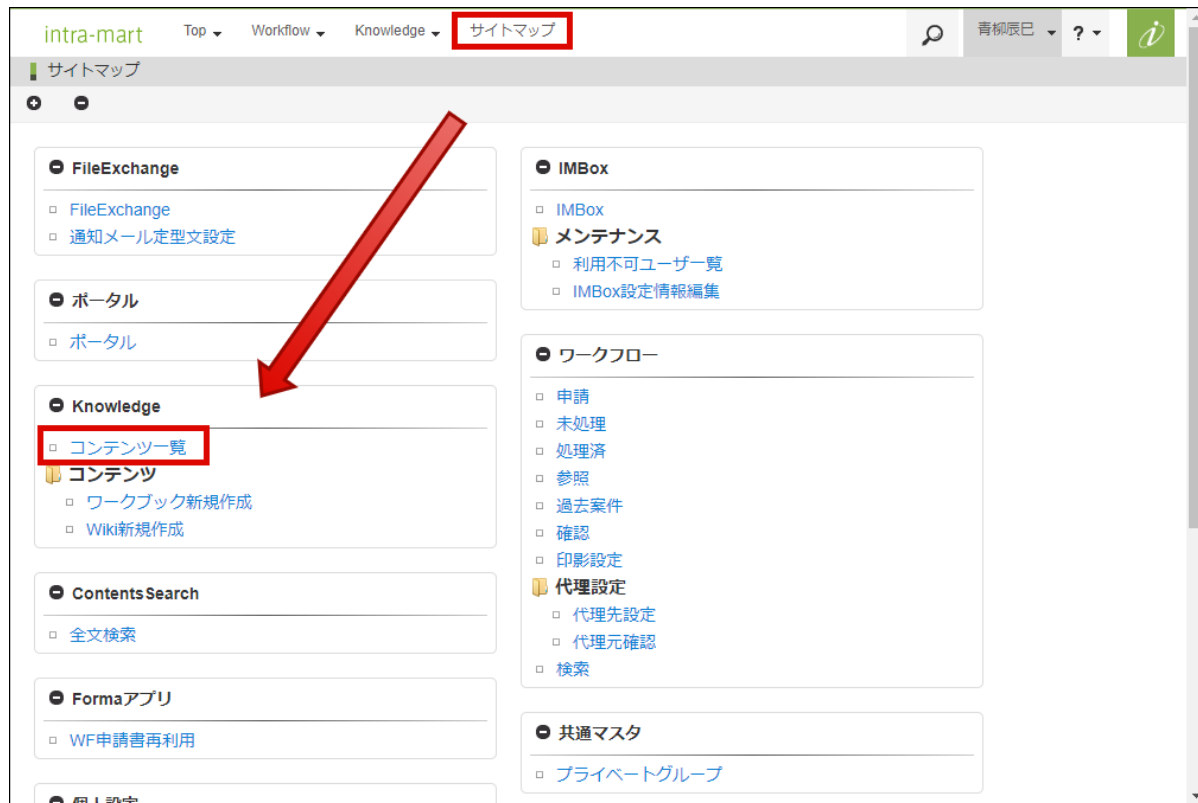 intra-mart Top Workflow Knowledge サイトマップ 青柳辰巳 ?
サイトマップ
FileExchange
FileExchange
通知メール定型文設定
ポータル
ポータル
Knowledge
コンテンツ一覧
コンテンツ
ワークブック新規作成
Wiki新規作成
ContentsSearch
全文検索
Formaアプリ
WF申請書再利用
個人設定
IMBox
IMBox
メンテナンス
利用不可ユーザ一覧
IMBox設定情報編集
ワークフロー
申請
未処理
処理済
参照
過去案件
確認
印影設定
代理設定
代理先設定
代理元確認
検索
共通マスタ
プライベートグループ